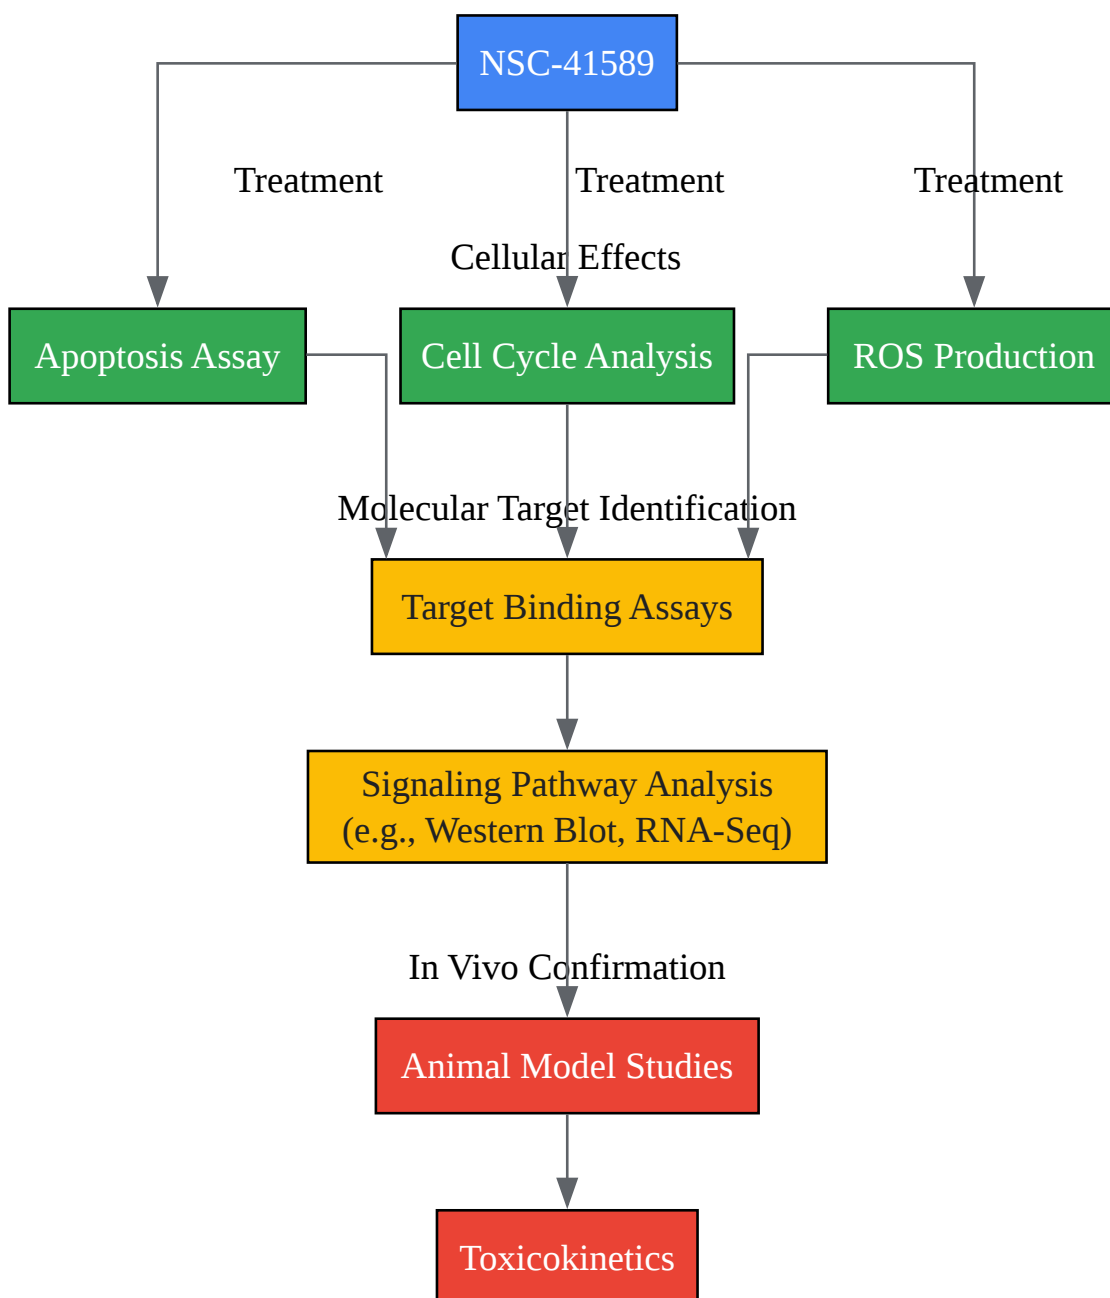 NSC-41589
Treatment
Treatment
Treatment
Cellular Effects
Apoptosis Assay
Cell Cycle Analysis
ROS Production
Molecular Target Identification
Target Binding Assays
Signaling Pathway Analysis
(e.g., Western Blot, RNA-Seq)
In Vivo Confirmation
Animal Model Studies
Toxicokinetics